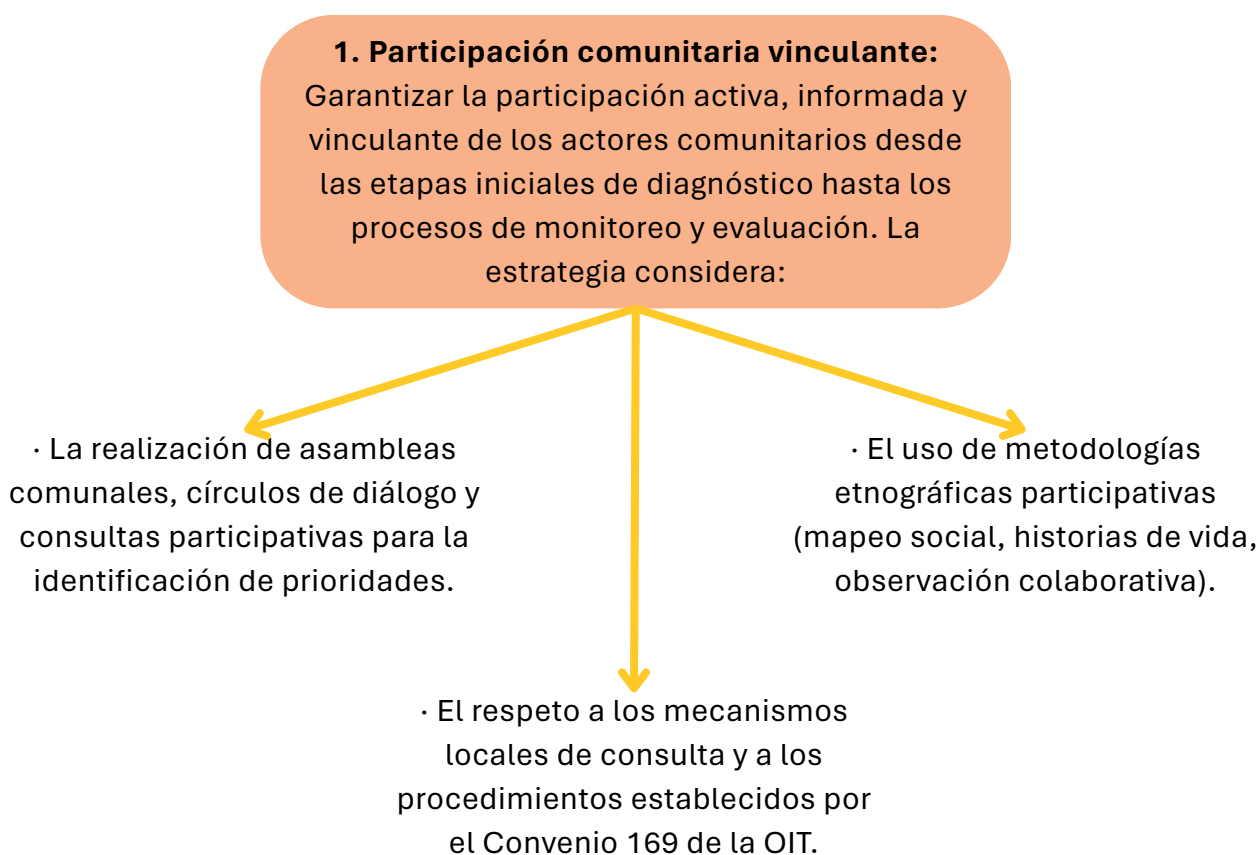 1. Participación comunitaria vinculante:
Garantizar la participación activa, informada y
vinculante de los actores comunitarios desde
las etapas iniciales de diagnóstico hasta los
procesos de monitoreo y evaluación. La
estrategia considera:
· La realización de asambleas
comunales, círculos de diálogo y
consultas participativas para la
identificación de prioridades.
· El uso de metodologías
etnográficas participativas
(mapeo social, historias de vida,
observación colaborativa).
· El respeto a los mecanismos
locales de consulta y a los
procedimientos establecidos por
el Convenio 169 de la OIT.